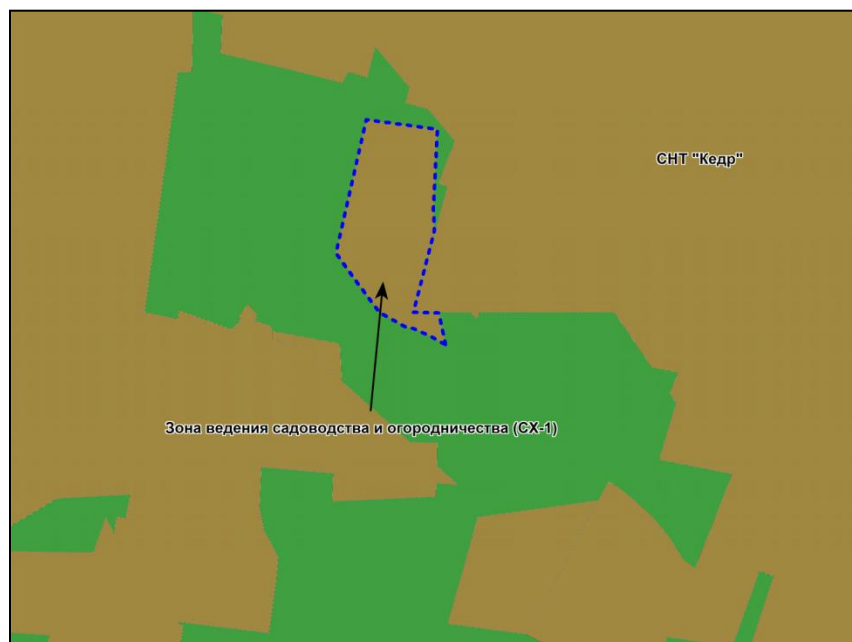 СНТ "Кедр"
Зона ведения садоводства и огородничества (СХ-1)